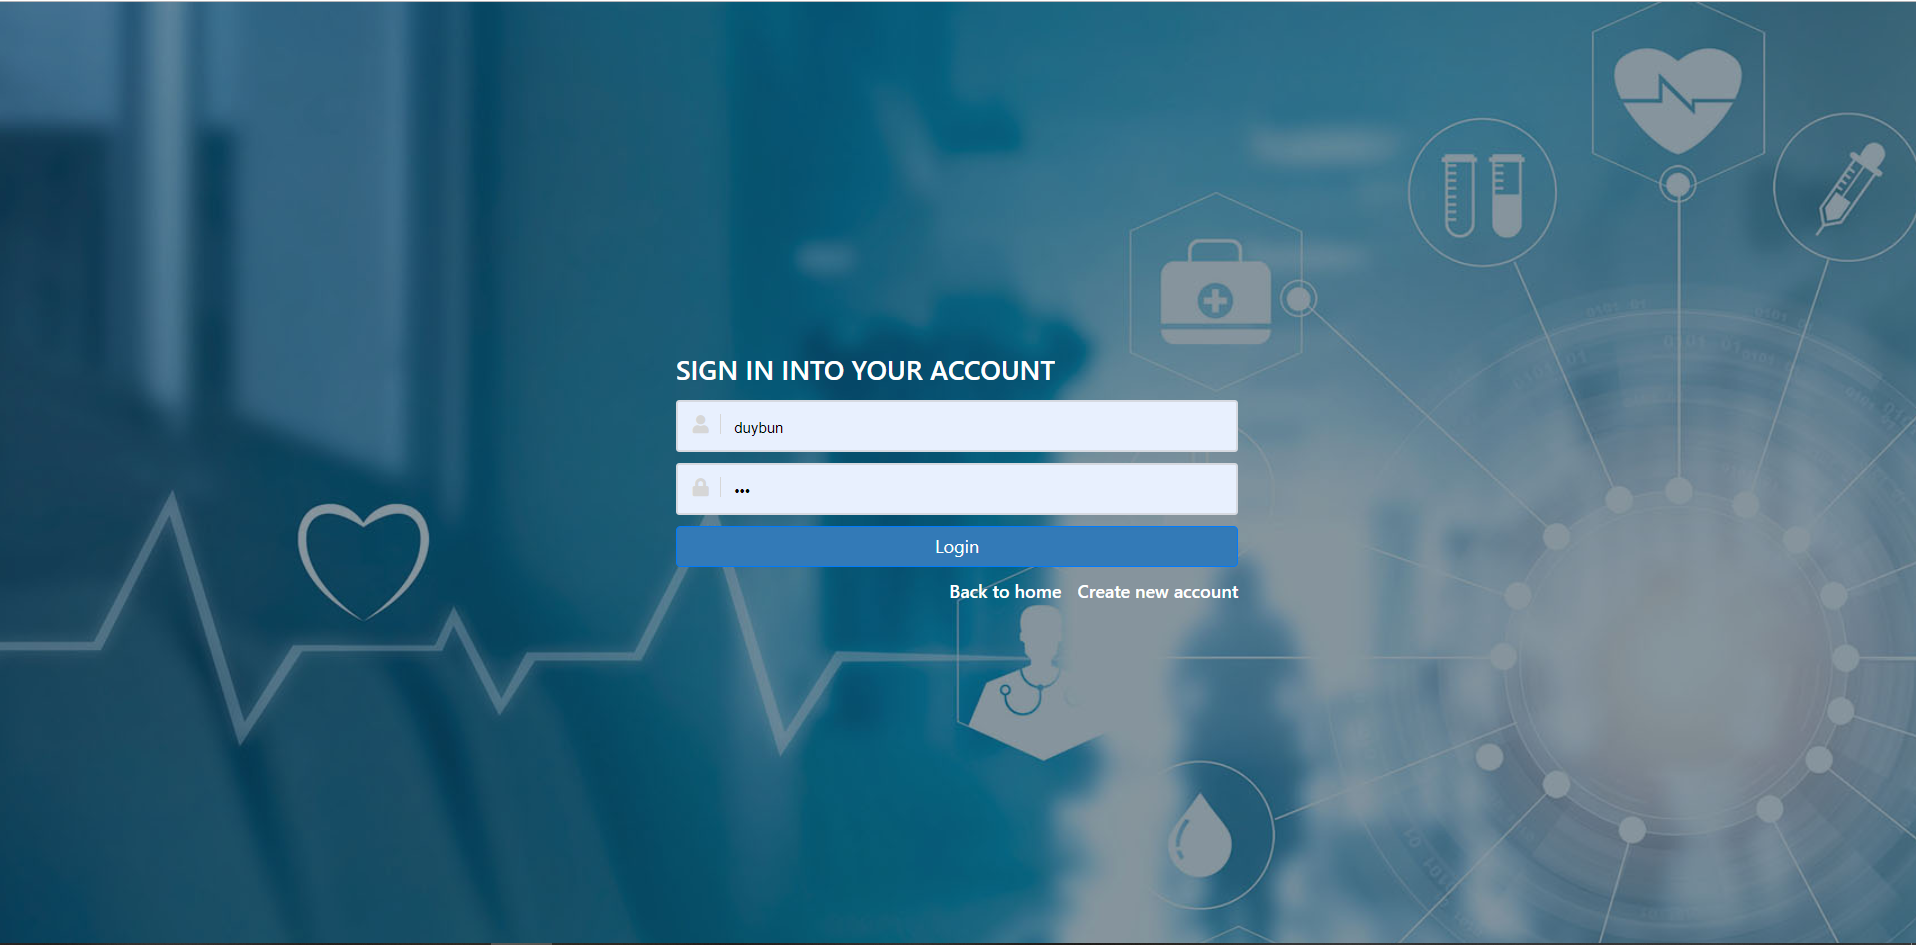 SIGN IN INTO YOUR ACCOUNT
duybun
•••
Login
Back to home Create new account